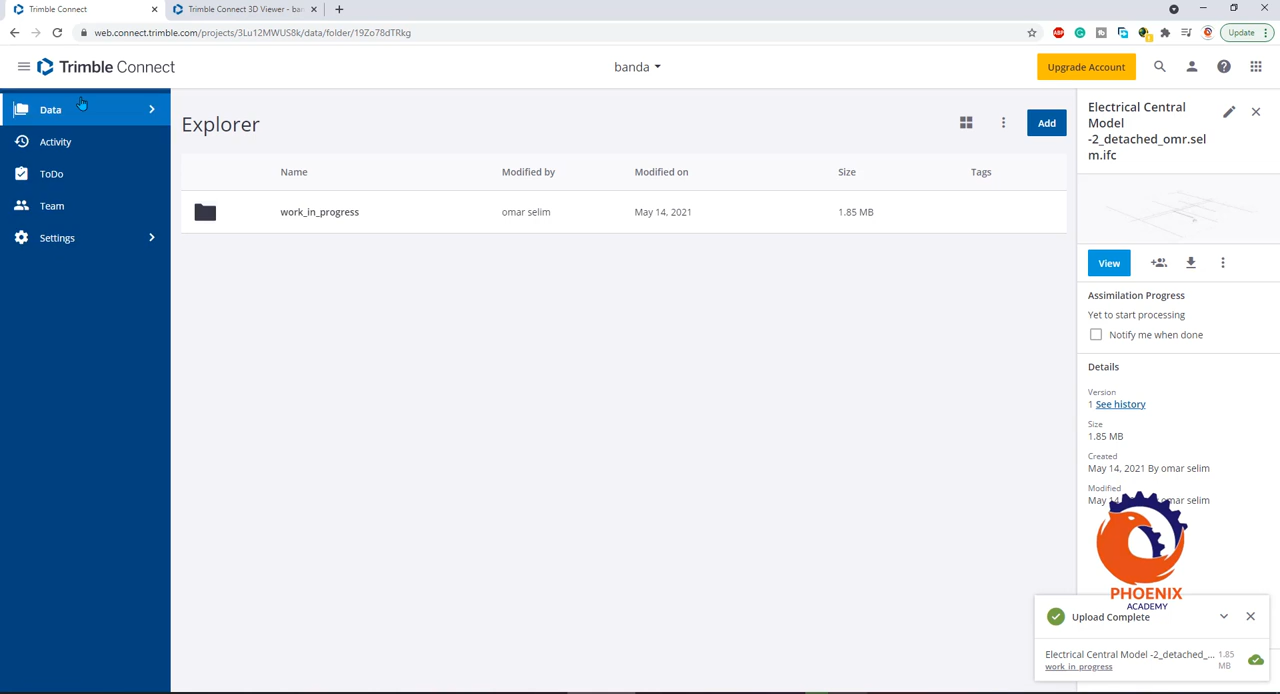 Trimble Connect
Trimble Connect 3D Viewer - ban
web.connect.trimble.com/projects/3Lu12MWUS8k/data/folder/19Zo78dTRkg
ABP
Update
Trimble Connect
banda
Upgrade Account
Data
Activity
ToDo
Team
Settings
Explorer
Add
Name Modified by Modified on Size Tags
work_in_progress omar selim May 14, 2021 1.85 MB
Electrical Central
Model
-2_detached_omr.sel
m.ifc
View
Assimilation Progress
Yet to start processing
Notify me when done
Details
Version
1 See history
Size
1.85 MB
Created
May 14, 2021 By omar selim
Modified
May 14 omar selim
PHOENIX
ACADEMY
Upload Complete
Electrical Central Model -2_detached_... 1.85 MB
work_in_progress